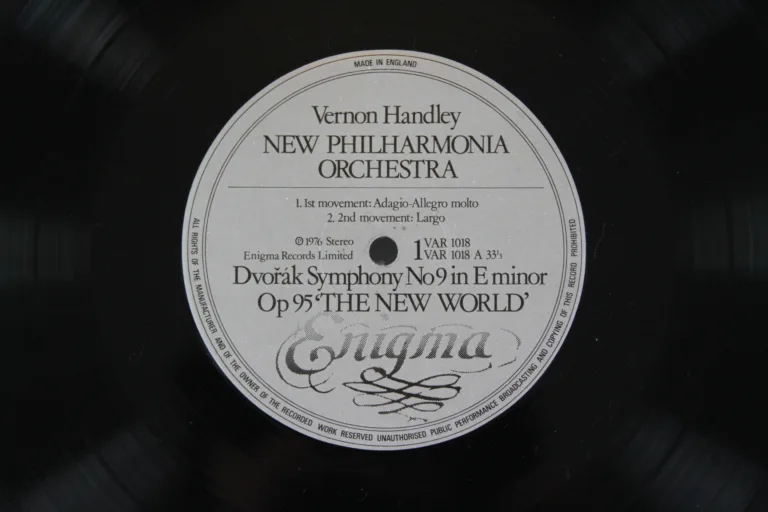 MADE IN ENGLAND
Vernon Handley
NEW PHILHARMONIA
ORCHESTRA
1. 1st movement: Adagio-Allegro molto
2. 2nd movement: Largo
℗ 1976 Stereo
Enigma Records Limited
1 VAR 1018
VAR 1018 A 33⅓
Dvořák Symphony No 9 in E minor
Op 95 ‘THE NEW WORLD’
Enigma
ALL RIGHTS OF THE MANUFACTURER AND OF THE OWNER OF THE RECORDED WORK RESERVED UNAUTHORISED PUBLIC PERFORMANCE BROADCASTING AND COPYING OF THIS RECORD PROHIBITED